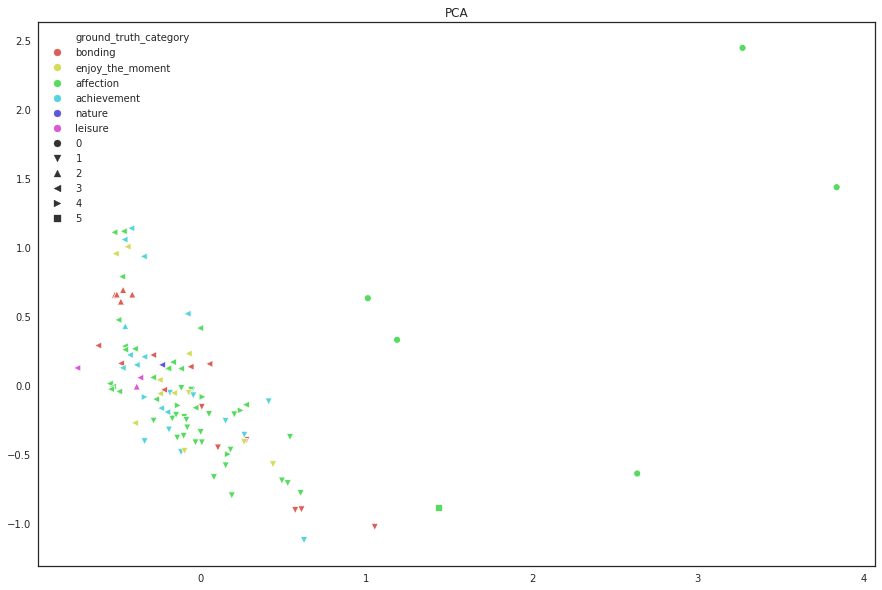 PCA
ground_truth_category
bonding
enjoy_the_moment
affection
achievement
nature
leisure
0
1
2
3
4
5
2.5
2.0
1.5
1.0
0.5
0.0
−0.5
−1.0
0 1 2 3 4